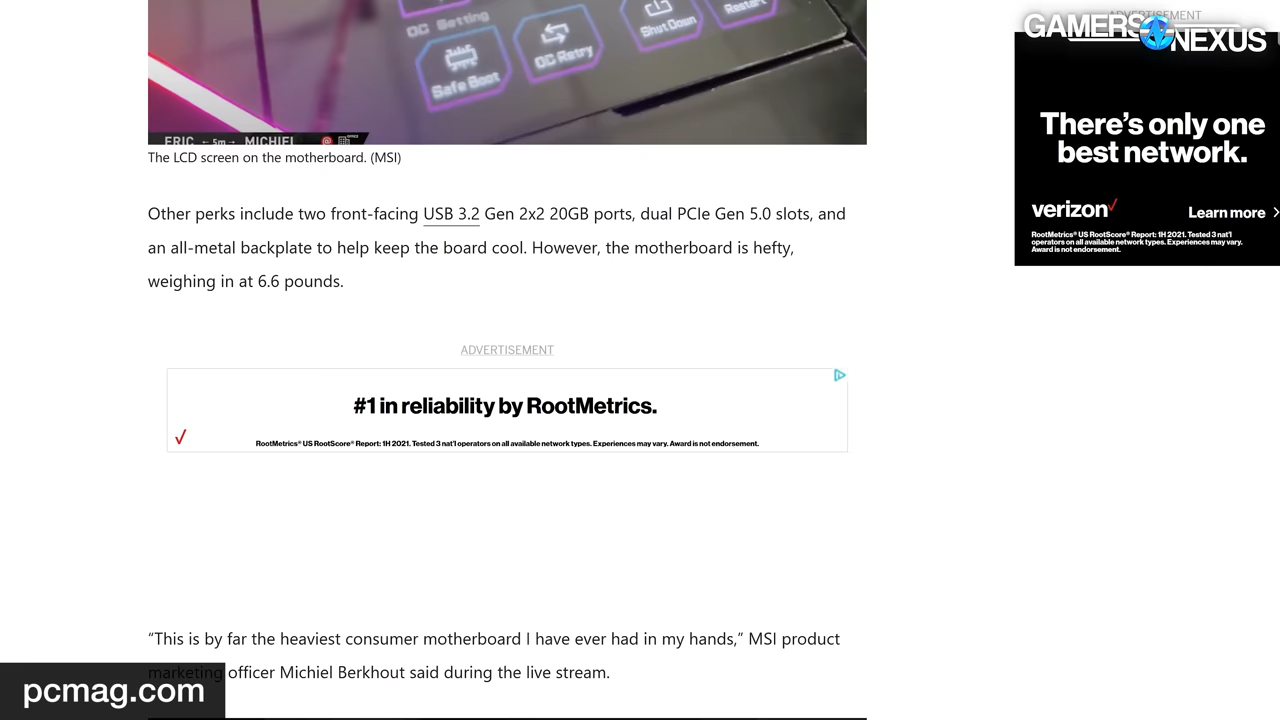 OC Setting
Safe Boot
OC Retry
Shut Down
Restart
ERIC ← 5m → MICHIEL
OFFICE
The LCD screen on the motherboard. (MSI)
Other perks include two front-facing USB 3.2 Gen 2x2 20GB ports, dual PCIe Gen 5.0 slots, and
an all-metal backplate to help keep the board cool. However, the motherboard is hefty,
weighing in at 6.6 pounds.
ADVERTISEMENT
#1 in reliability by RootMetrics.
RootMetrics® US RootScore® Report: 1H 2021. Tested 3 nat'l operators on all available network types. Experiences may vary. Award is not endorsement.
“This is by far the heaviest consumer motherboard I have ever had in my hands,” MSI product
marketing officer Michiel Berkhout said during the live stream.
pcmag.com
ADVERTISEMENT
GAMERS
NEXUS
There's only one
best network.
verizon✓
Learn more
RootMetrics® US RootScore® Report: 1H 2021. Tested 3 nat'l
operators on all available network types. Experiences may vary.
Award is not endorsement.